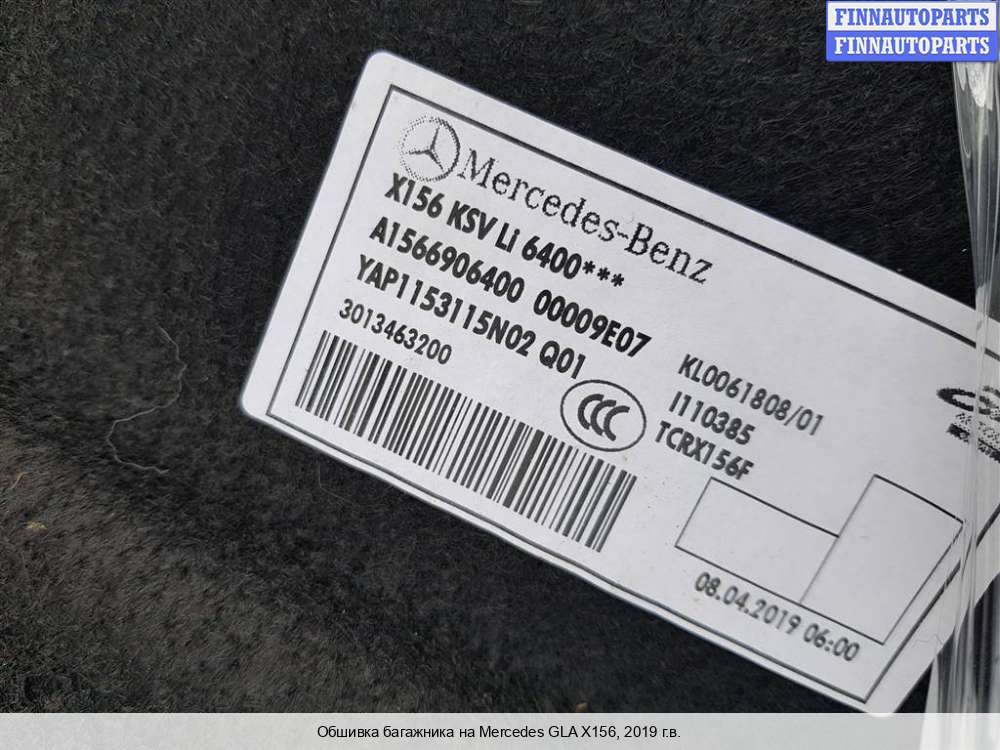 FINNAUTOPARTS
FINNAUTOPARTS
Mercedes-Benz
X156 KSV Li 6400***
A1566906400 00009E07
YAP1153115N02 Q01
3013463200
CCC
KL0061808/01
I110385
TCRX156F
08.04.2019 06:00
Обшивка багажника на Mercedes GLA X156, 2019 г.в.